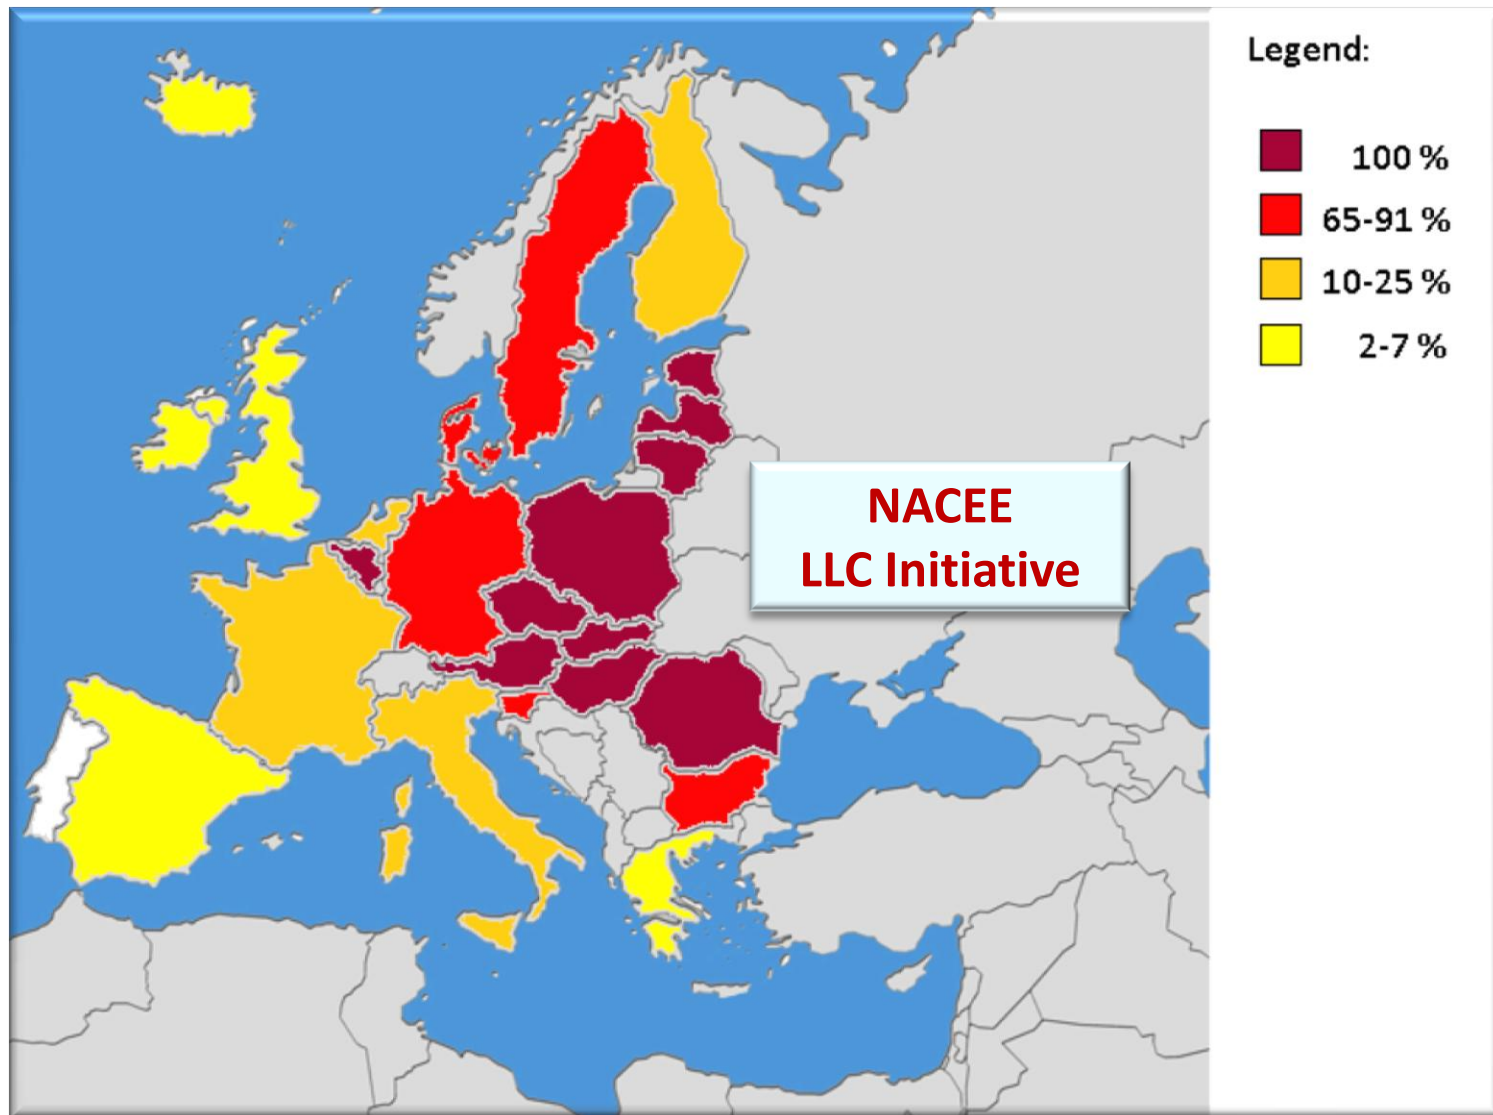 Legend:
100 %
65-91 %
10-25 %
2-7 %
NACEE
LLC Initiative